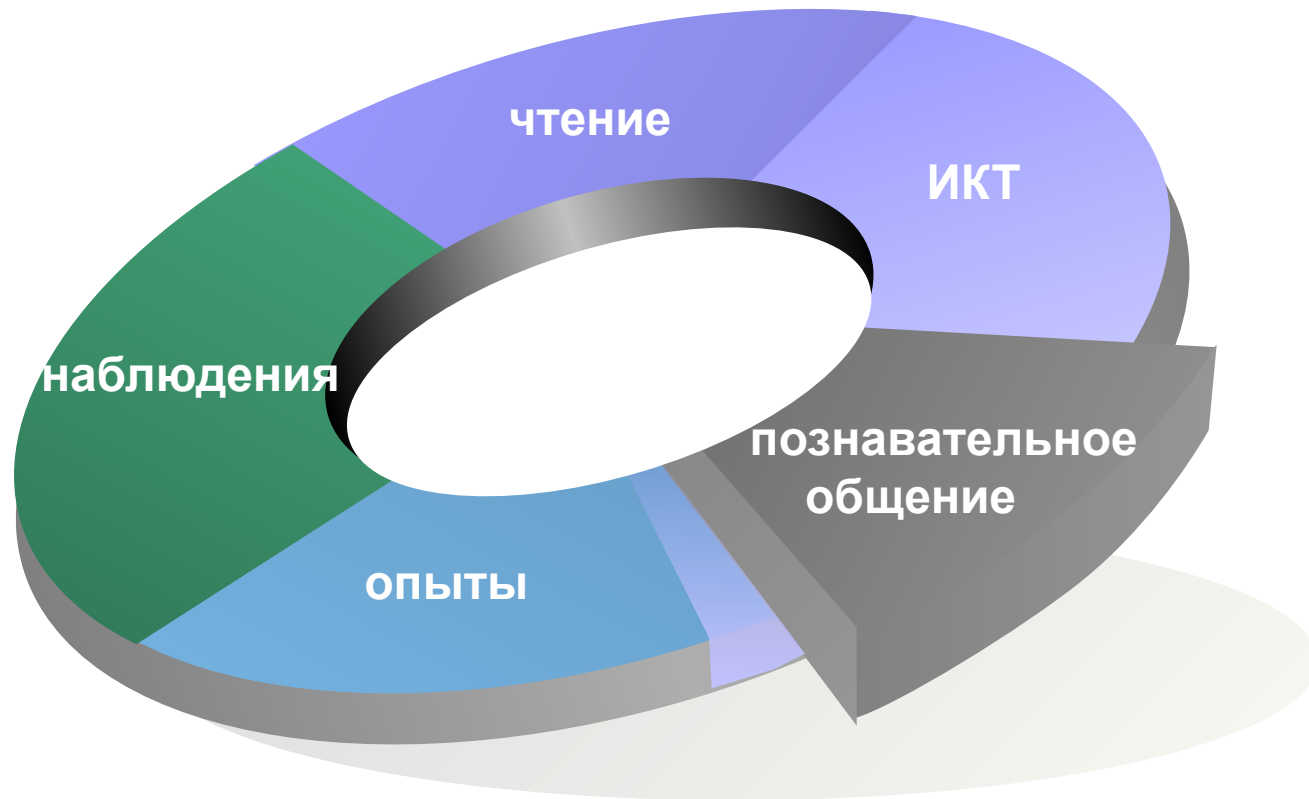 чтение
ИКТ
наблюдения
познавательное
общение
опыты